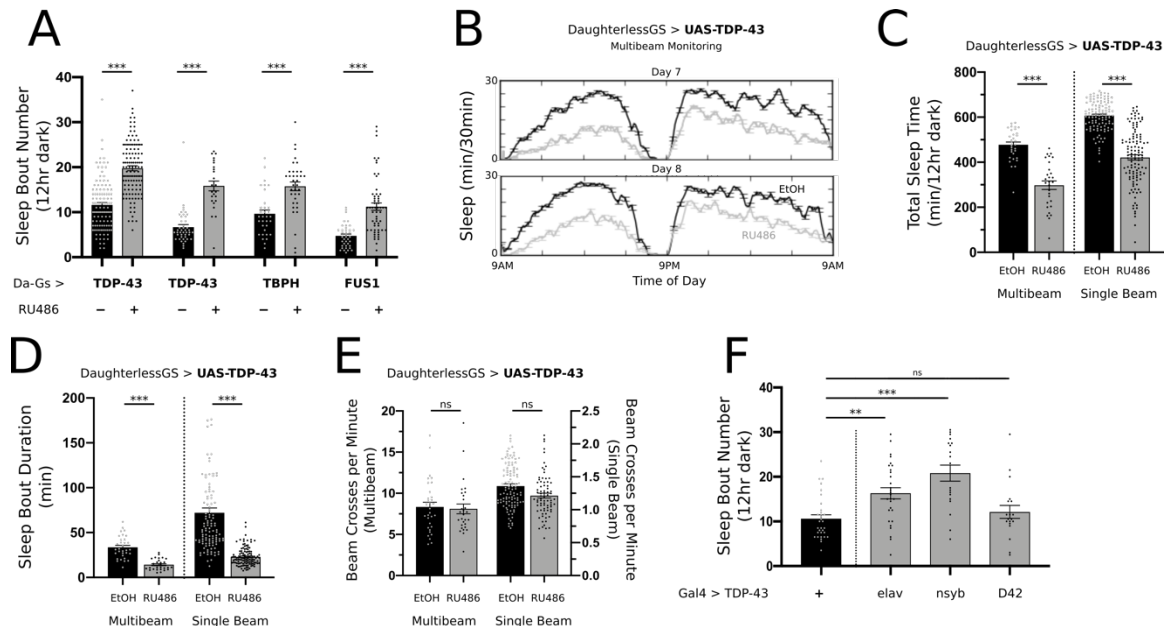 A
*** *** *** ***
Sleep Bout Number
(12hr dark)
40
30
20
10
0
Da-Gs > TDP-43 TDP-43 TBPH FUS1
RU486 − + − + − + − +
B
DaughterlessGS > UAS-TDP-43
Multibeam Monitoring
Day 7
30
0
Day 8
30
0
EtOH
RU486
Sleep (min/30min)
9AM 9PM 9AM
Time of Day
C
DaughterlessGS > UAS-TDP-43
*** ***
Total Sleep Time
(min/12hr dark)
800
600
400
200
0
EtOH RU486 EtOH RU486
Multibeam Single Beam
D
DaughterlessGS > UAS-TDP-43
*** ***
Sleep Bout Duration
(min)
200
150
100
50
0
EtOH RU486 EtOH RU486
Multibeam Single Beam
E
DaughterlessGS > UAS-TDP-43
ns ns
Beam Crosses per Minute
(Multibeam)
20
15
10
5
0
2.5
2.0
1.5
1.0
0.5
0.0
Beam Crosses per Minute
(Single Beam)
EtOH RU486 EtOH RU486
Multibeam Single Beam
F
ns
***
**
Sleep Bout Number
(12hr dark)
40
30
20
10
0
Gal4 > TDP-43 + elav nsyb D42